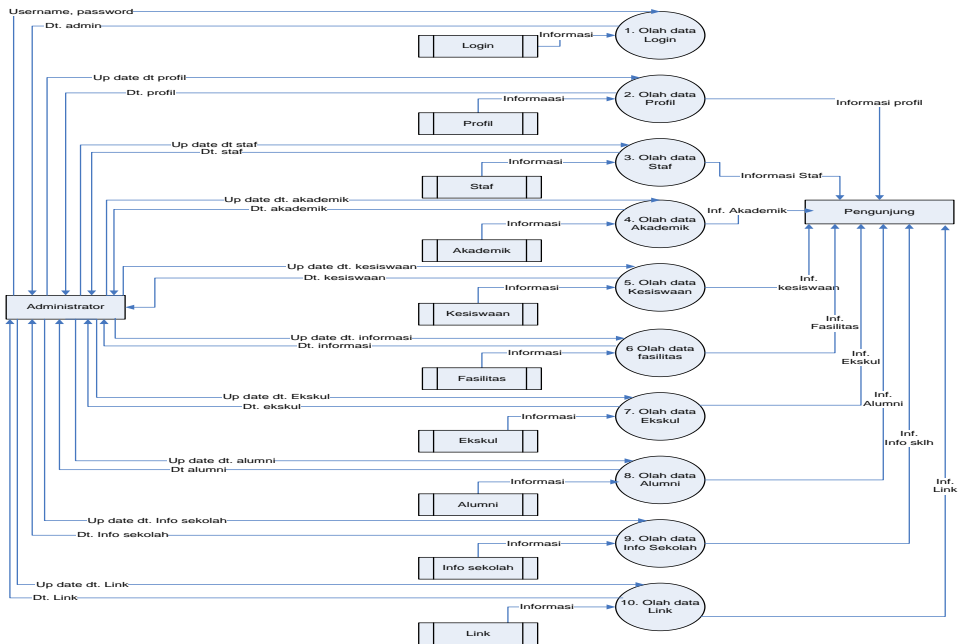 Username, password
Dt. admin
Informasi
Login
1. Olah data
Login
Up date dt profil
Dt. profil
Informaasi
Profil
2. Olah data
Profil
Informasi profil
Up date dt staf
Dt. staf
Informasi
Staf
3. Olah data
Staf
Informasi Staf
Up date dt. akademik
Dt. akademik
Informasi
Akademik
4. Olah data
Akademik
Inf. Akademik
Pengunjung
Up date dt. kesiswaan
Dt. kesiswaan
Informasi
Kesiswaan
5. Olah data
Kesiswaan
Inf.
kesiswaan
Administrator
Up date dt. informasi
Dt. informasi
Informasi
Fasilitas
6 Olah data
fasilitas
Inf.
Fasilitas
Up date dt. Ekskul
Dt. ekskul
Informasi
Ekskul
7. Olah data
Ekskul
Inf.
Ekskul
Up date dt. alumni
Dt alumni
Informasi
Alumni
8. Olah data
Alumni
Inf.
Alumni
Up date dt. Info sekolah
Dt. Info sekolah
Informasi
Info sekolah
9. Olah data
Info Sekolah
Inf.
Info sklh
Up date dt. Link
Dt. Link
Informasi
Link
10. Olah data
Link
Inf.
Link